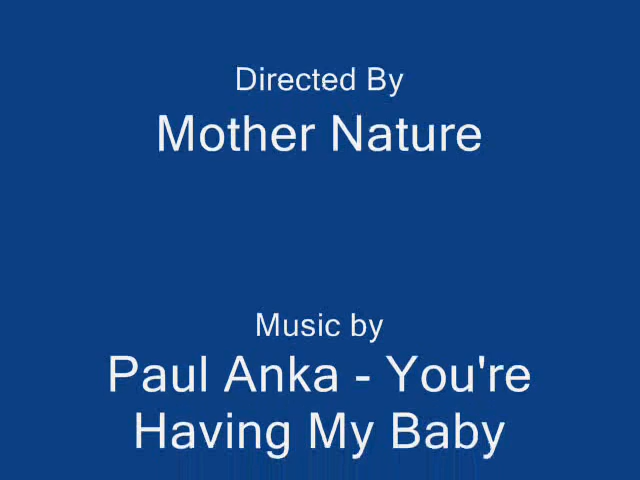 Directed By
Mother Nature
Music by
Paul Anka - You're
Having My Baby